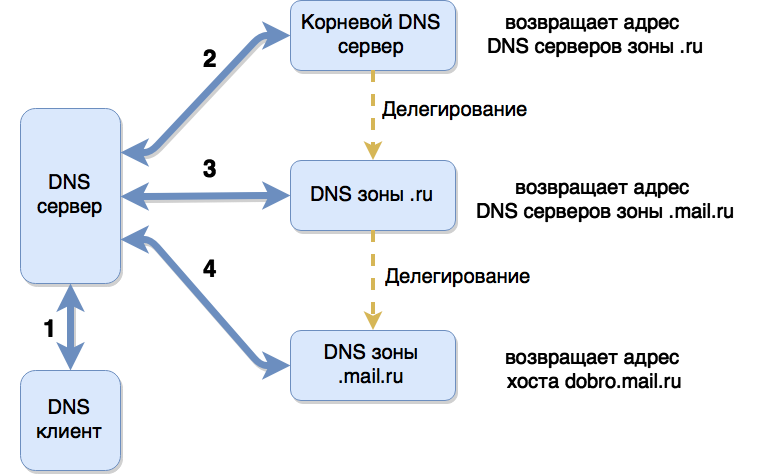 Корневой DNS
сервер
возвращает адрес
DNS серверов зоны .ru
2
Делегирование
DNS
сервер
3
DNS зоны .ru
возвращает адрес
DNS серверов зоны .mail.ru
4
Делегирование
1
DNS зоны
.mail.ru
возвращает адрес
хоста dobro.mail.ru
DNS
клиент